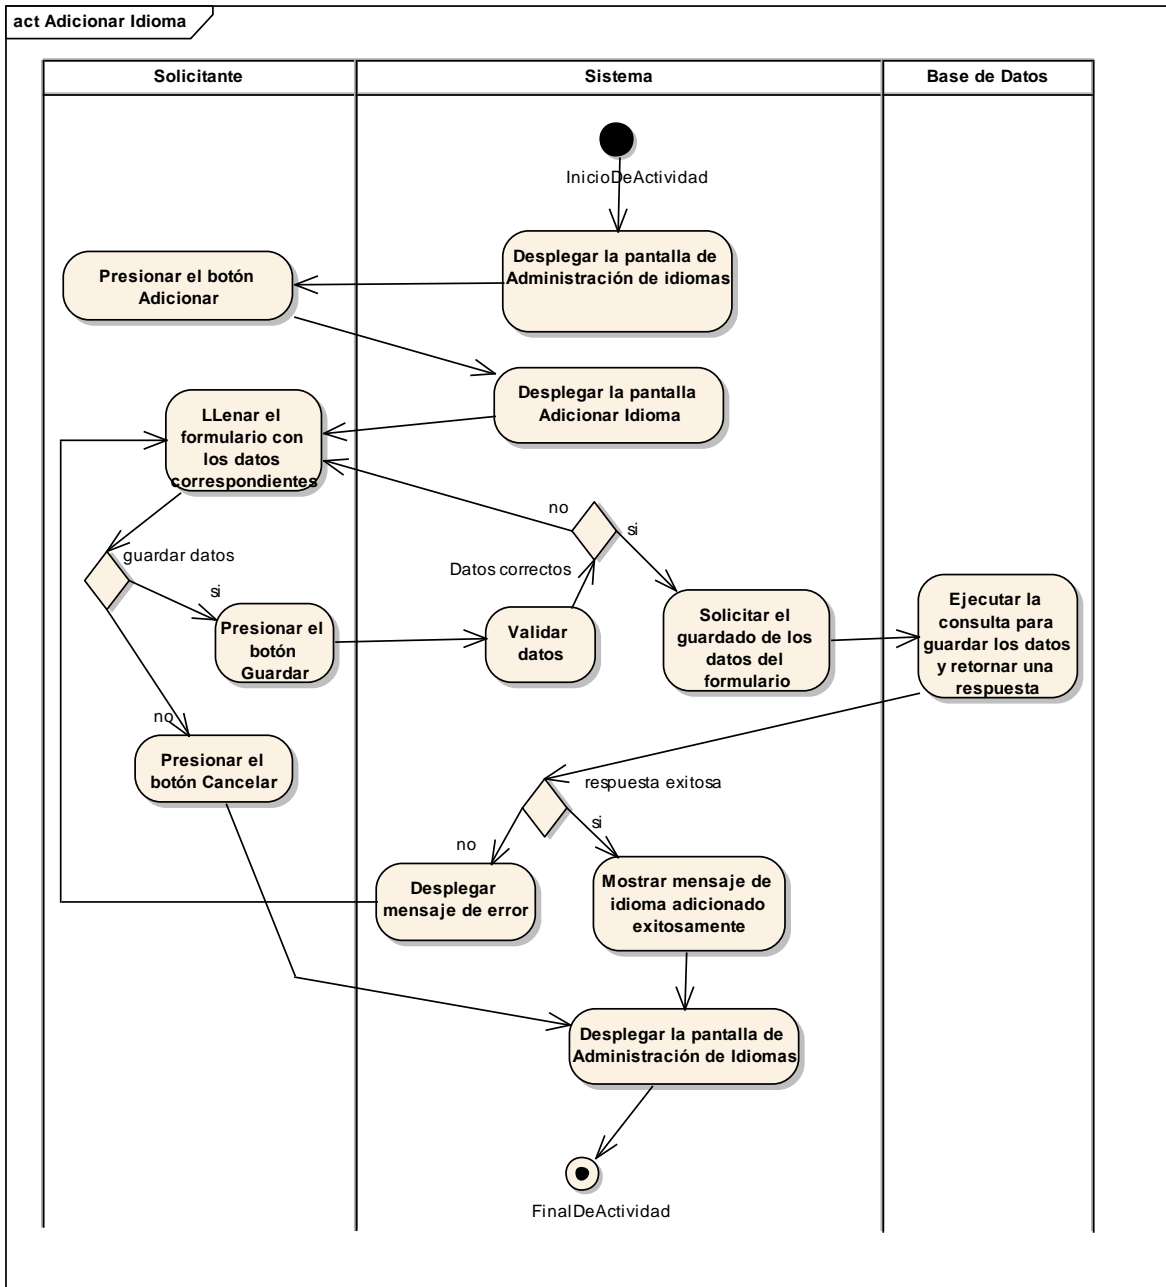 act Adicionar Idioma
Solicitante
Sistema
Base de Datos
InicioDeActividad
Desplegar la pantalla de
Administración de idiomas
Presionar el botón
Adicionar
Desplegar la pantalla
Adicionar Idioma
LLenar el
formulario con
los datos
correspondientes
no
si
guardar datos
Datos correctos
si
Presionar el
botón
Guardar
Validar
datos
Solicitar el
guardado de los
datos del
formulario
Ejecutar la
consulta para
guardar los datos
y retornar una
respuesta
no
Presionar el
botón Cancelar
respuesta exitosa
si
no
Desplegar
mensaje de error
Mostrar mensaje de
idioma adicionado
exitosamente
Desplegar la pantalla de
Administración de Idiomas
FinalDeActividad